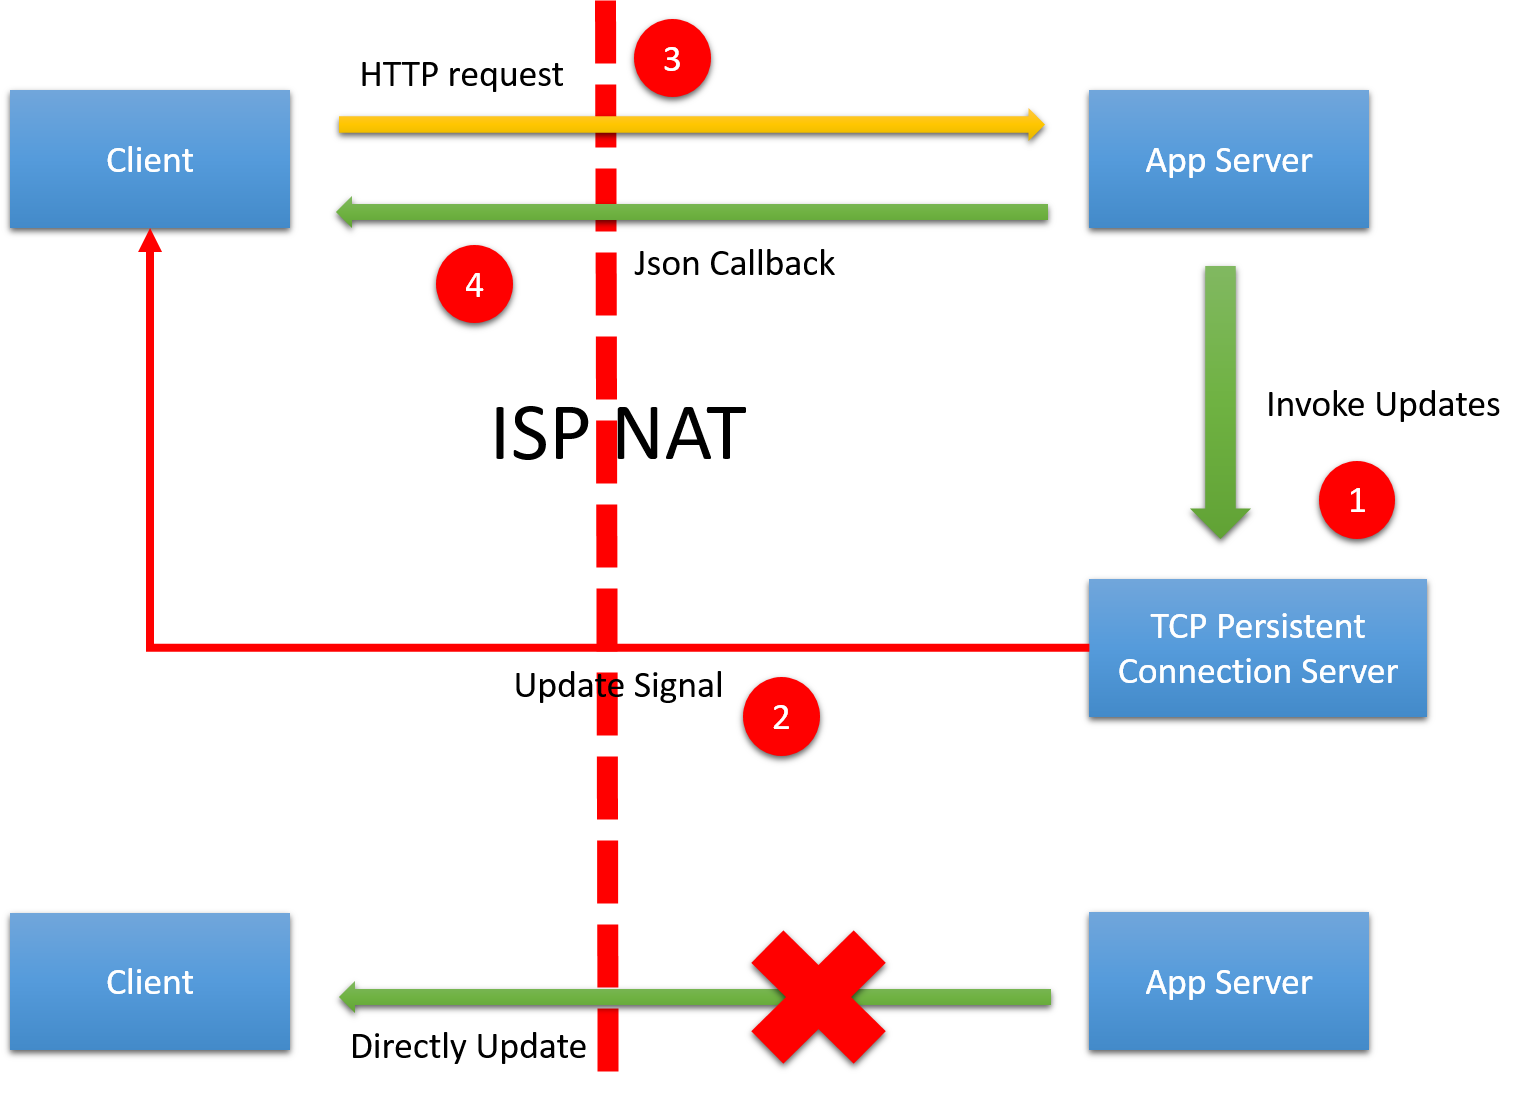 3
HTTP request
Client
App Server
Json Callback
4
ISP NAT
Invoke Updates
1
TCP Persistent
Connection Server
Update Signal
2
Client
App Server
Directly Update